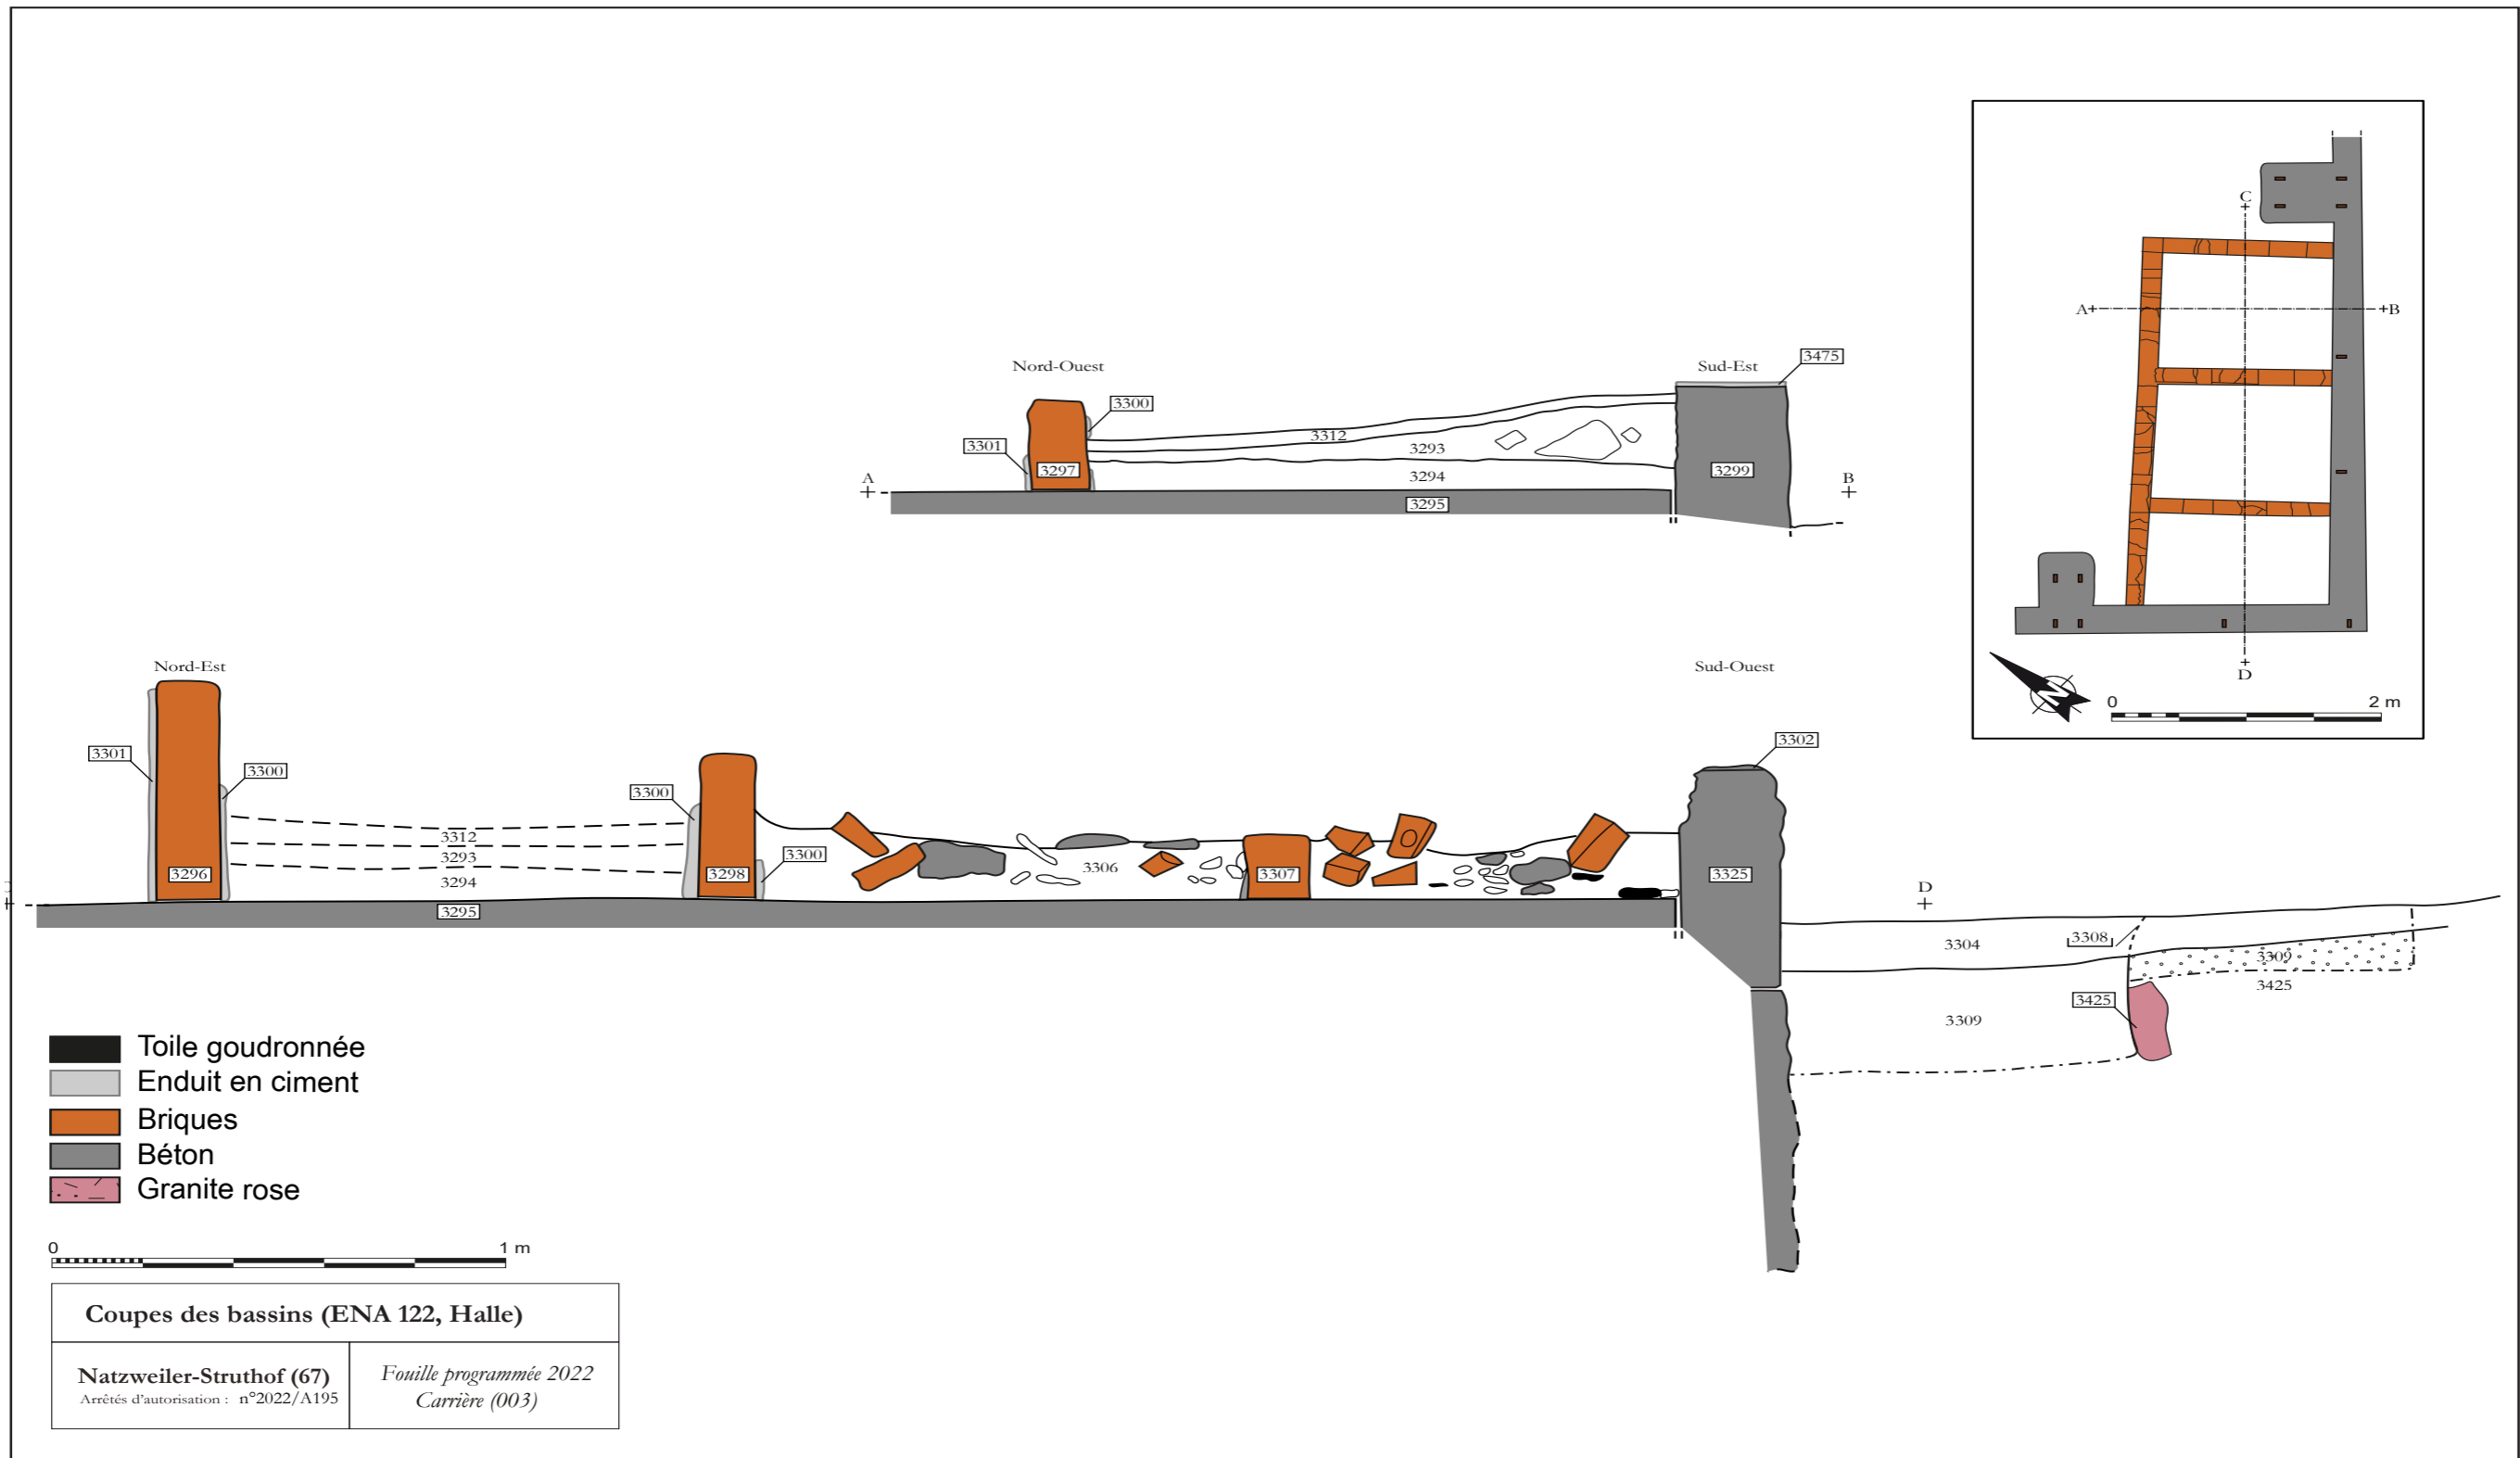 C
A
B
D
0 2 m
N
Nord-Ouest
Sud-Est
3475
3300
3301
3312
3293
3297
3294
3299
A
B
3295
Nord-Est
Sud-Ouest
3302
3301
3300
3300
3300
3312
3293
3294
3296
3298
3306
3307
3325
D
3295
3304
3308
3309
3425
3425
3309
Toile goudronnée
Enduit en ciment
Briques
Béton
Granite rose
0 1 m
Coupes des bassins (ENA 122, Halle)
Natzweiler-Struthof (67)
Arrêtés d'autorisation : n°2022/A195
Fouille programmée 2022
Carrière (003)